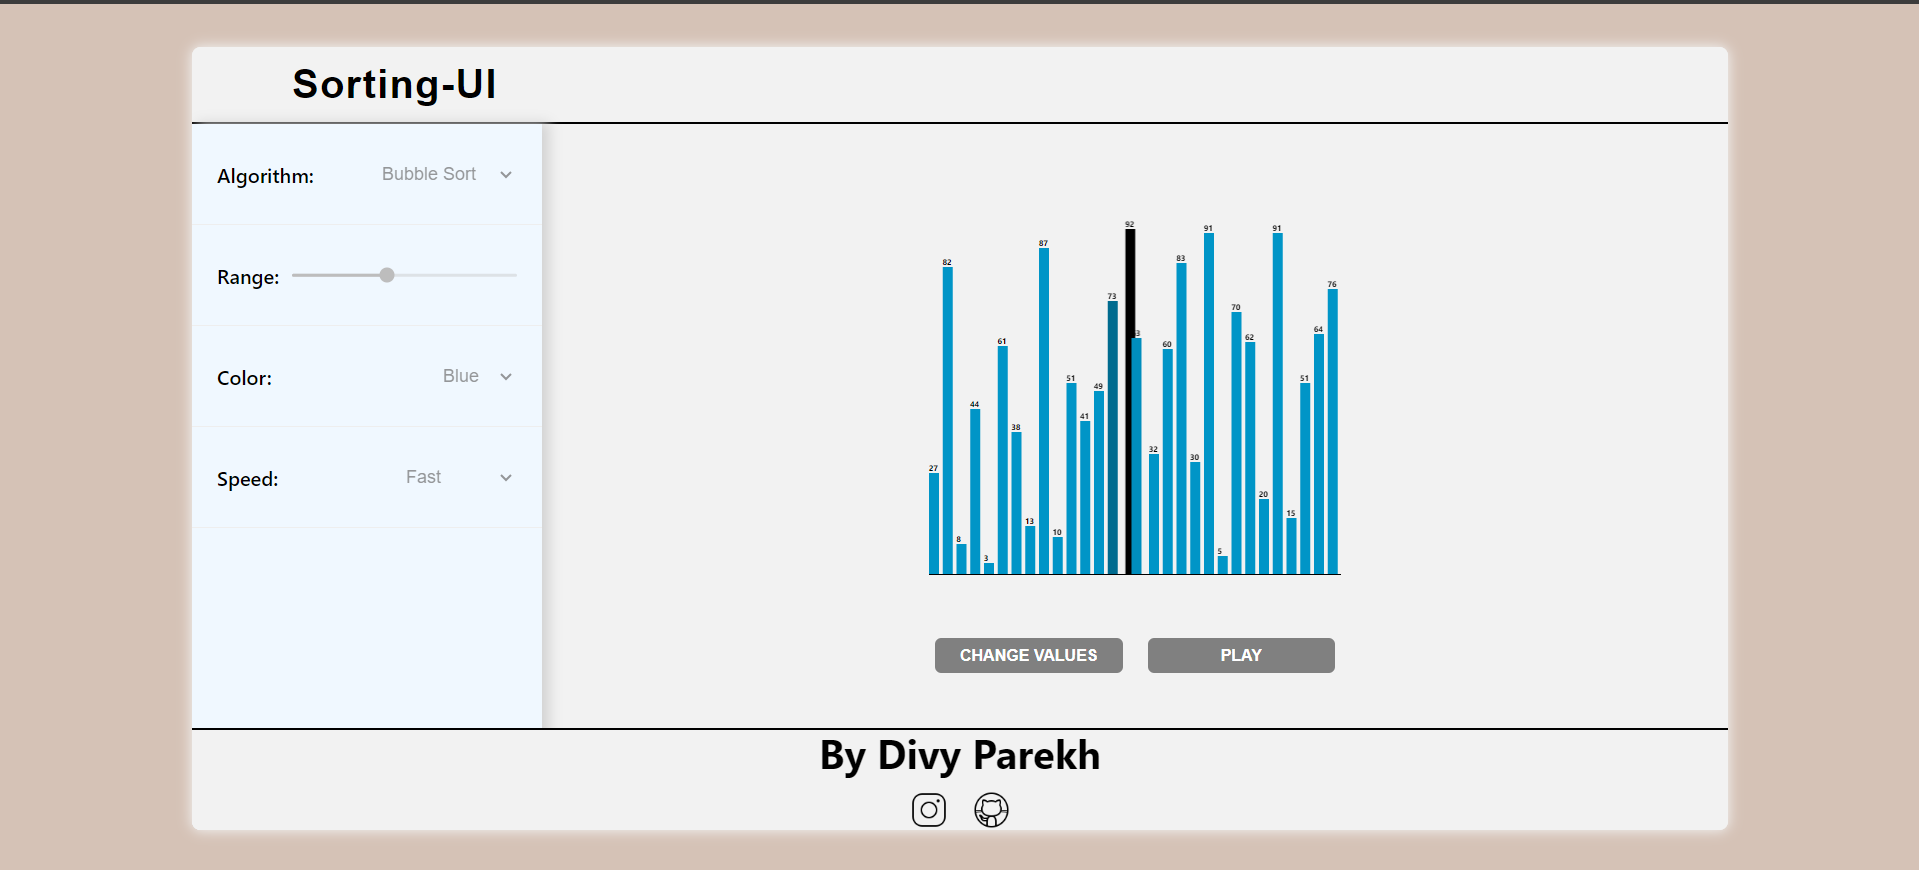 Sorting-UI
Algorithm: Bubble Sort
Range:
Color: Blue
Speed: Fast
27 82 8 44 3 61 38 13 87 10 51 41 49 73 92 3 32 60 83 30 91 5 70 62 20 91 15 51 64 76
CHANGE VALUES PLAY
By Divy Parekh